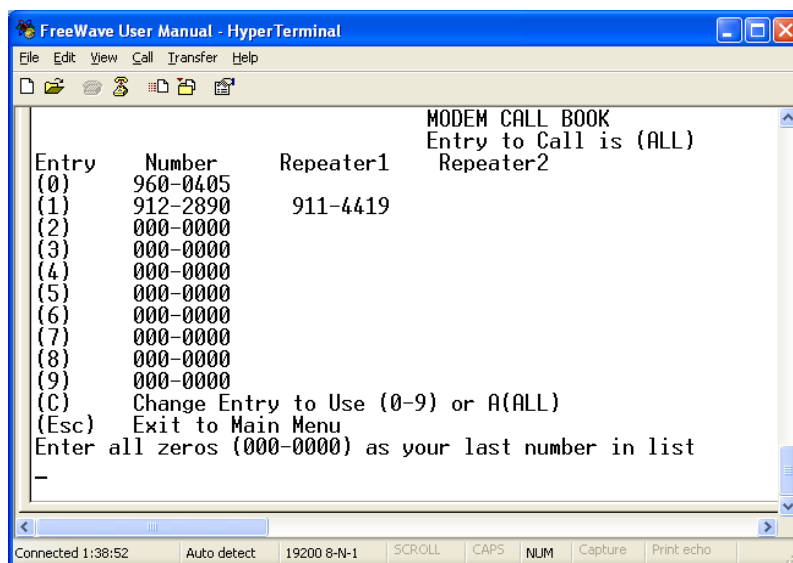 FreeWave User Manual - HyperTerminal
File Edit View Call Transfer Help
MODEM CALL BOOK
Entry to Call is (ALL)
Entry Number Repeater1 Repeater2
(0) 960-0405
(1) 912-2890 911-4419
(2) 000-0000
(3) 000-0000
(4) 000-0000
(5) 000-0000
(6) 000-0000
(7) 000-0000
(8) 000-0000
(9) 000-0000
(C) Change Entry to Use (0-9) or A(ALL)
(Esc) Exit to Main Menu
Enter all zeros (000-0000) as your last number in list
_
Connected 1:38:52 Auto detect 19200 8-N-1 SCROLL CAPS NUM Capture Print echo